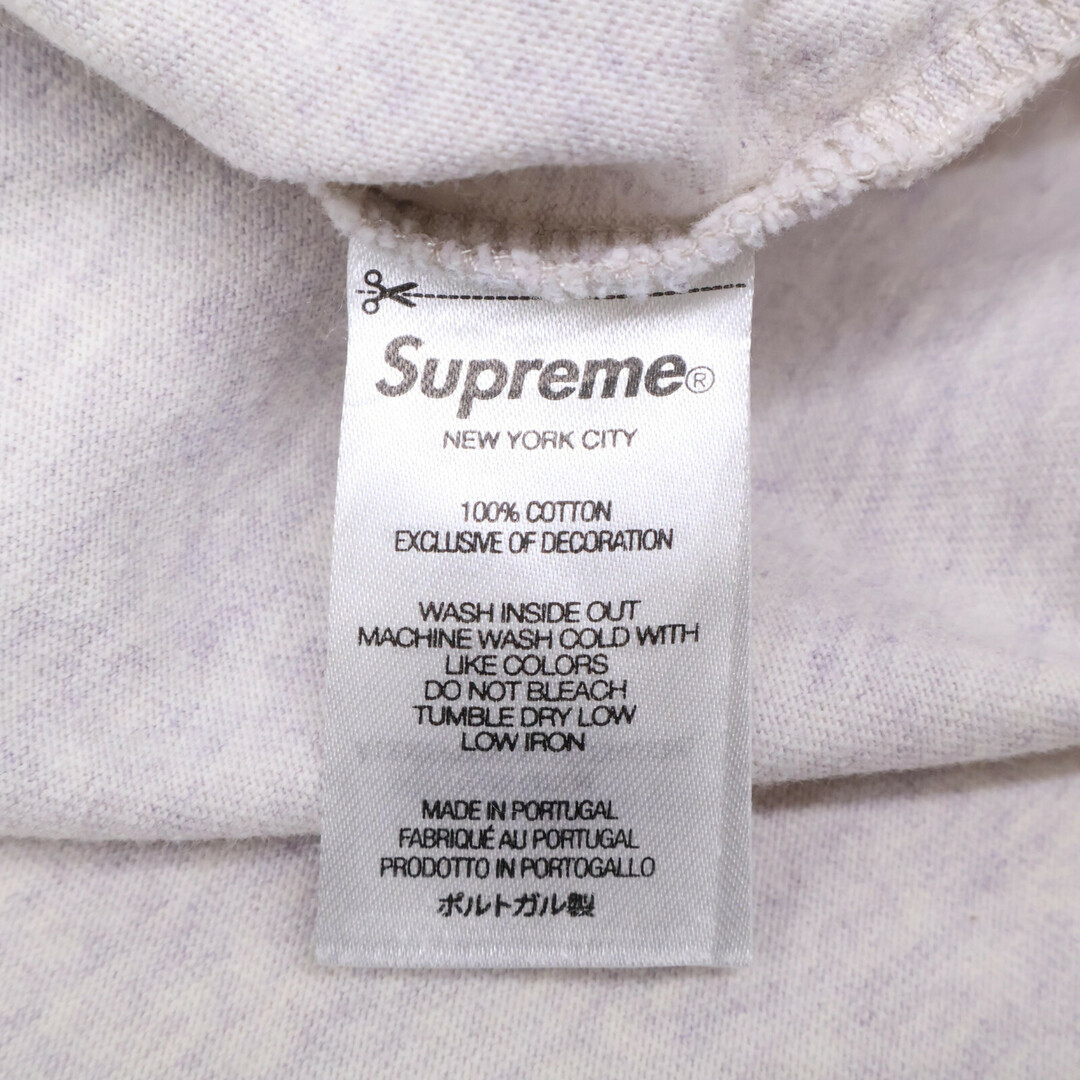 Supreme®
NEW YORK CITY
100% COTTON
EXCLUSIVE OF DECORATION
WASH INSIDE OUT
MACHINE WASH COLD WITH
LIKE COLORS
DO NOT BLEACH
TUMBLE DRY LOW
LOW IRON
MADE IN PORTUGAL
FABRIQUÉ AU PORTUGAL
PRODOTTO IN PORTOGALLO
ポルトガル製